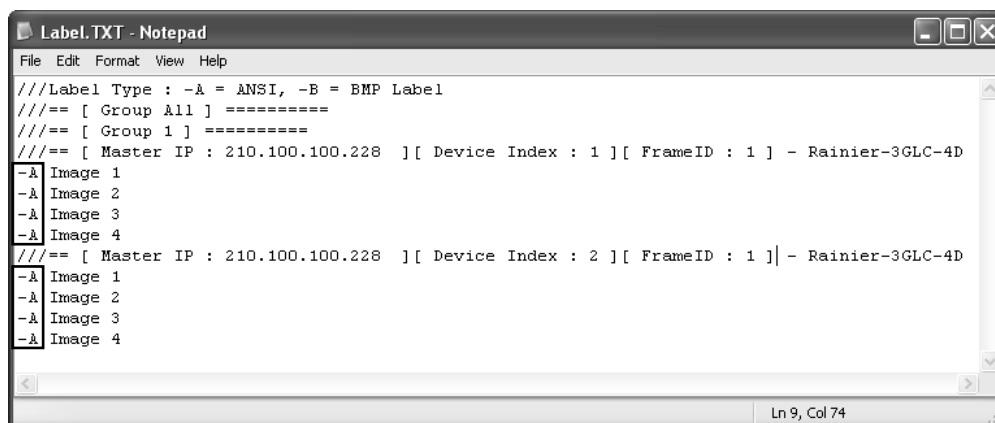 Label.TXT - Notepad
File Edit Format View Help
///Label Type : -A = ANSI, -B = BMP Label
///== [ Group All ] ==========
///== [ Group 1 ] ==========
///== [ Master IP : 210.100.100.228  ][ Device Index : 1 ][ FrameID : 1 ] - Rainier-3GLC-4D
-A Image 1
-A Image 2
-A Image 3
-A Image 4
///== [ Master IP : 210.100.100.228  ][ Device Index : 2 ][ FrameID : 1 ] - Rainier-3GLC-4D
-A Image 1
-A Image 2
-A Image 3
-A Image 4
Ln 9, Col 74